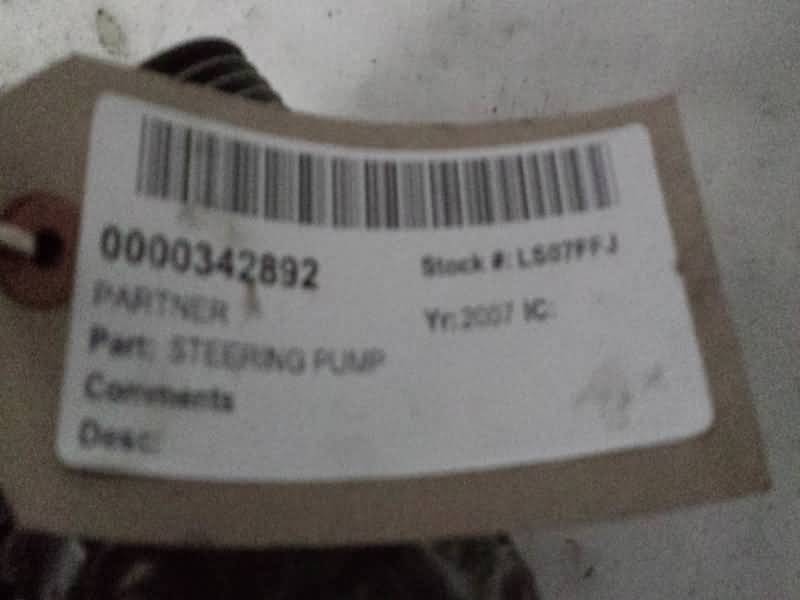 0000342892 Stock #: LS07FFJ
PARTNER Yr: 2007 IC:
Part: STEERING PUMP
Comments
Desc: